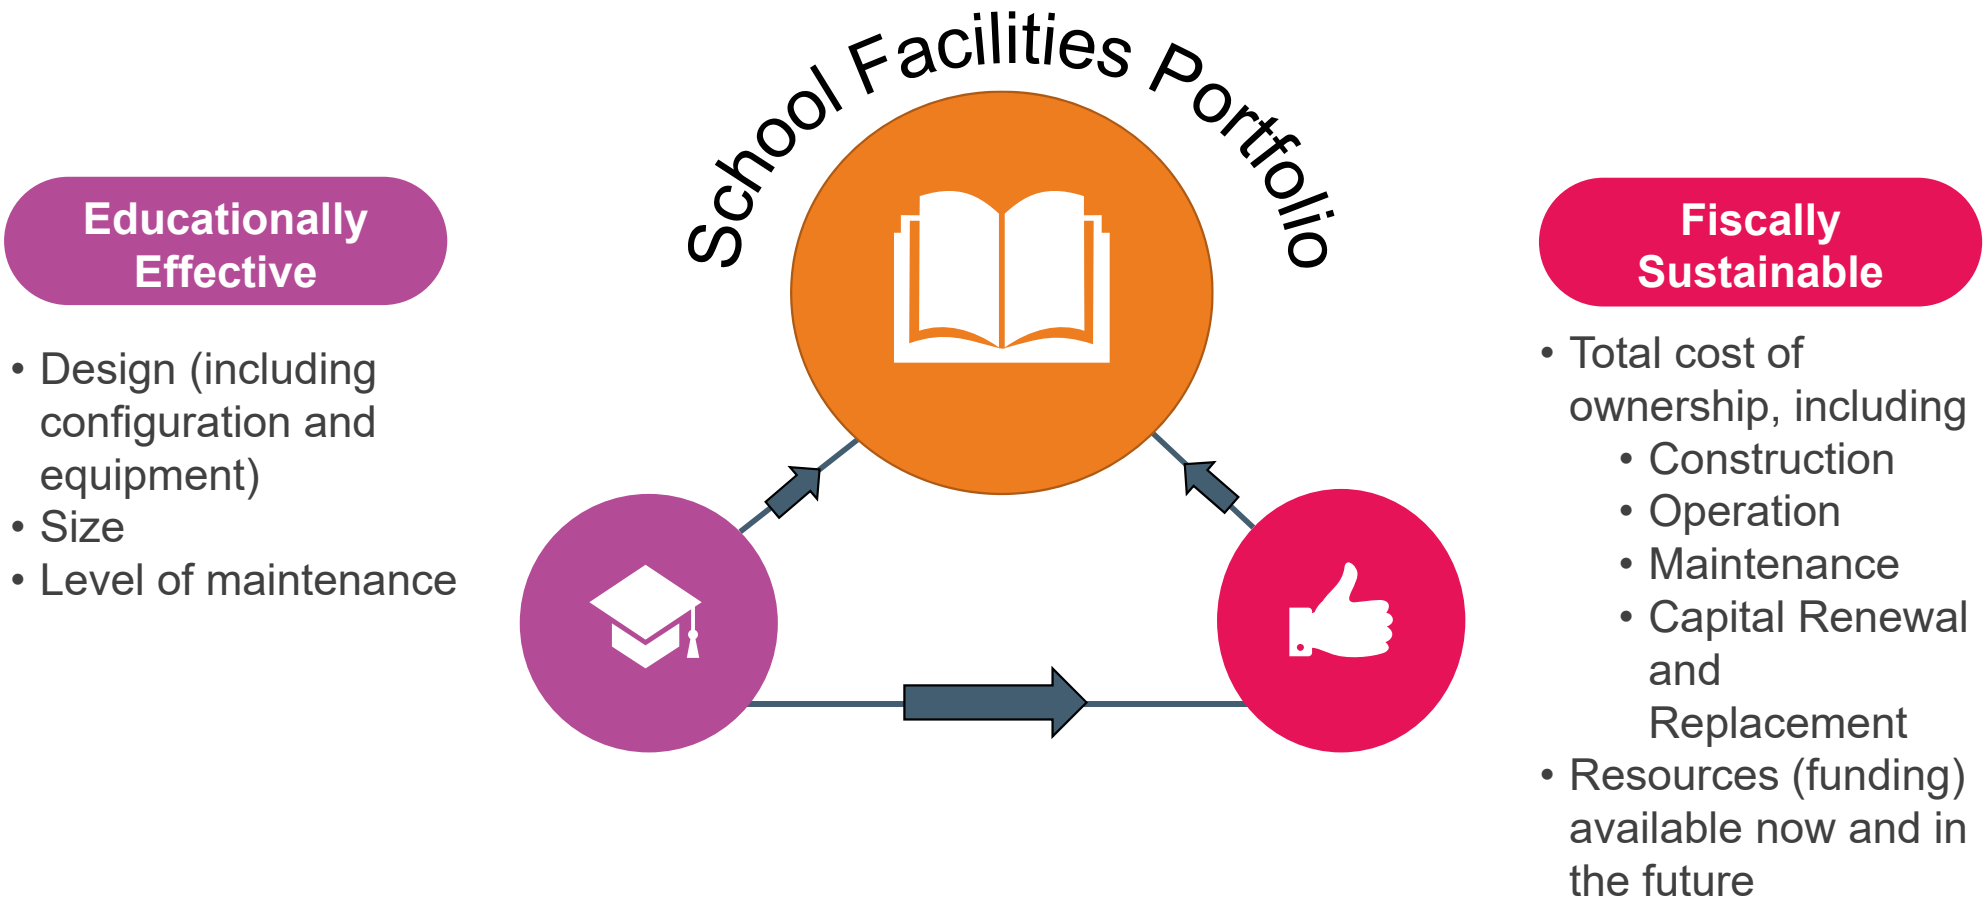 School Facilities Portfolio
Educationally
Effective
• Design (including
configuration and
equipment)
• Size
• Level of maintenance
Fiscally
Sustainable
• Total cost of
ownership, including
• Construction
• Operation
• Maintenance
• Capital Renewal
and
Replacement
• Resources (funding)
available now and in
the future